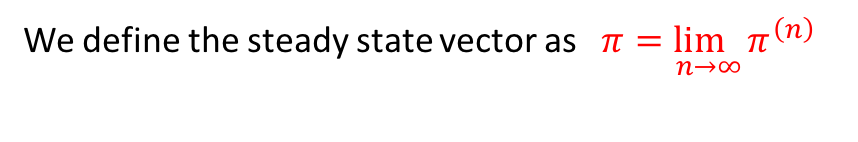 We define the steady state vector as π = lim π⁽ⁿ⁾
n→∞